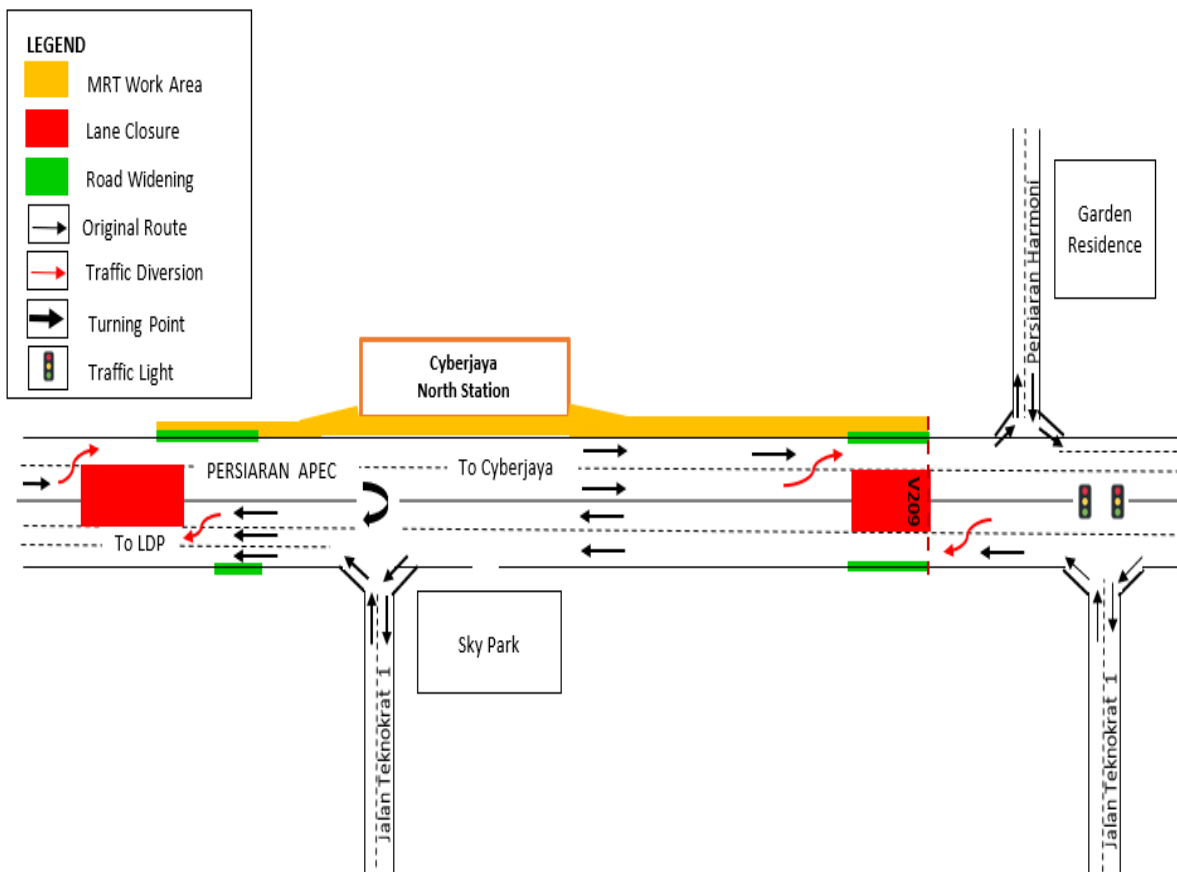 LEGEND
MRT Work Area
Lane Closure
Road Widening
Original Route
Traffic Diversion
Turning Point
Traffic Light
Persiaran Harmoni
Garden
Residence
Cyberjaya
North Station
PERSIARAN APEC
To Cyberjaya
V209
To LDP
Sky Park
Jalan Teknokrat 1
Jalan Teknokrat 1